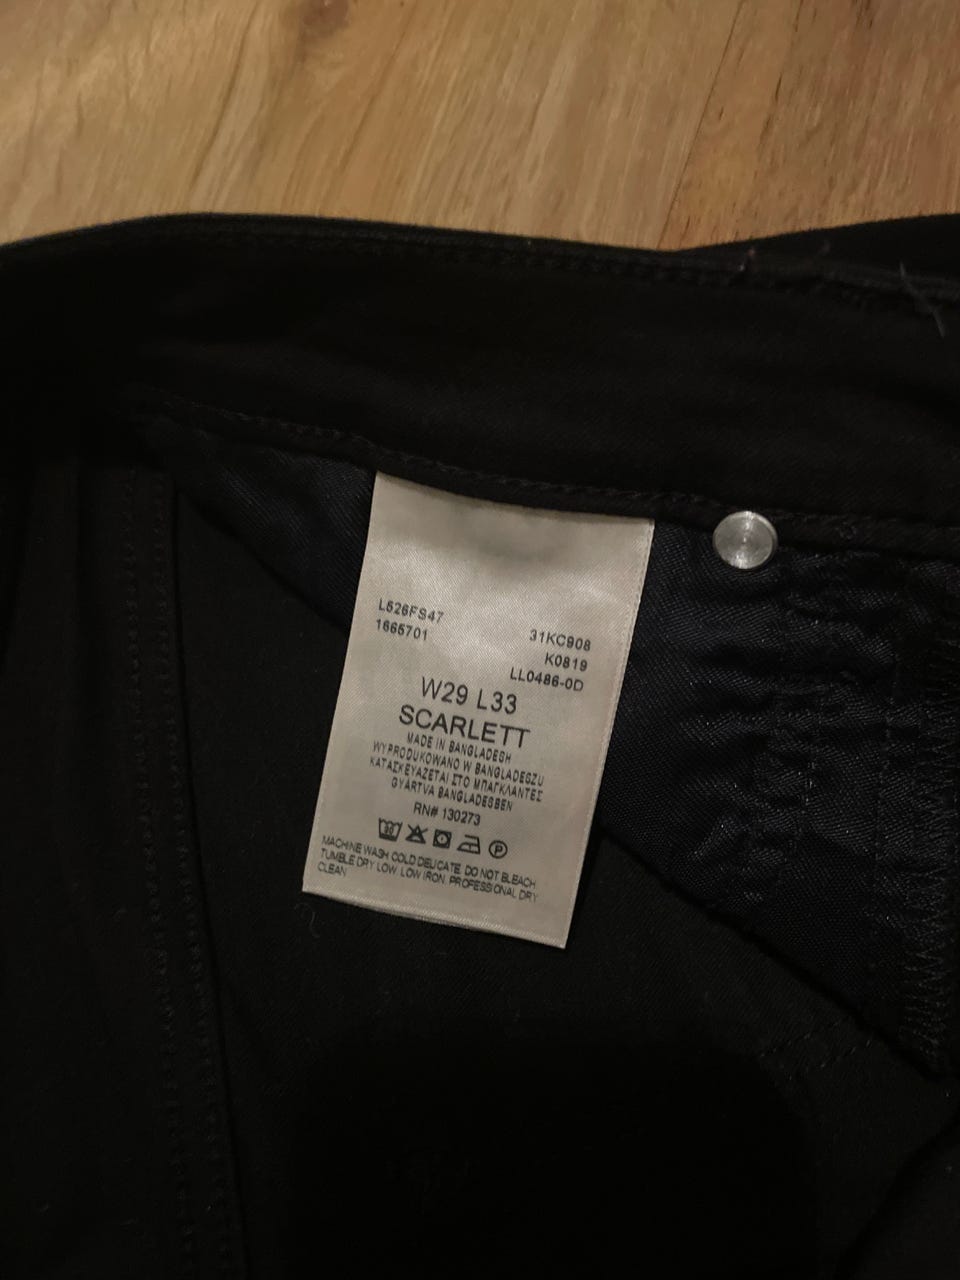 L526FS47
1665701
31KC908
K0819
LL0486-0D
W29 L33
SCARLETT
MADE IN BANGLADESH
WYPRODUKOWANO W BANGLADESZU
ΚΑΤΑΣΚΕΥΑΖΕΤΑΙ ΣΤΟ ΜΠΑΓΚΛΑΝΤΕΣ
GYÁRTVA BANGLADESBEN
RN# 130273
P
MACHINE WASH COLD DELICATE. DO NOT BLEACH.
TUMBLE DRY LOW. LOW IRON. PROFESSIONAL DRY
CLEAN